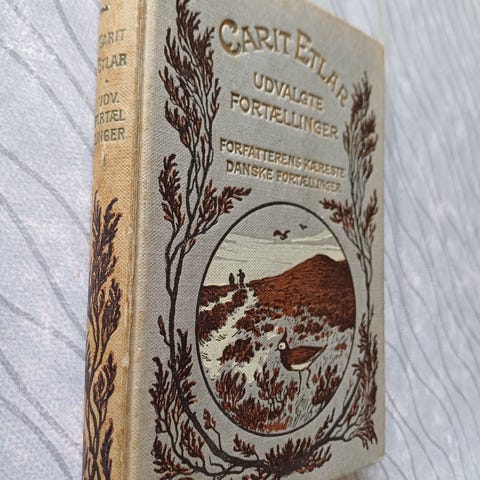 CARIT ETLAR
UDVALGTE
FORTÆLLINGER
FORFATTERENS KÆRESTE
DANSKE FORTÆLLINGER
CARIT
ETLAR
UDV.
FORTÆL
LINGER
I